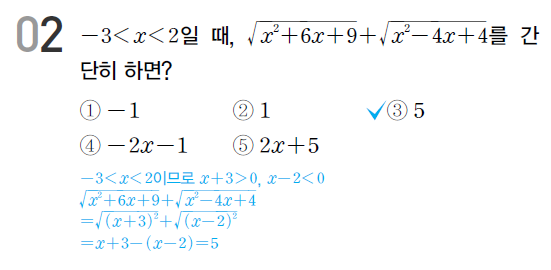 02 −3<x<2일 때, √(x²+6x+9)+√(x²−4x+4)를 간
단히 하면?
① −1 ② 1 ✓③ 5
④ −2x−1 ⑤ 2x+5
−3<x<2이므로 x+3>0, x−2<0
√(x²+6x+9)+√(x²−4x+4)
=√((x+3)²)+√((x−2)²)
=x+3−(x−2)=5